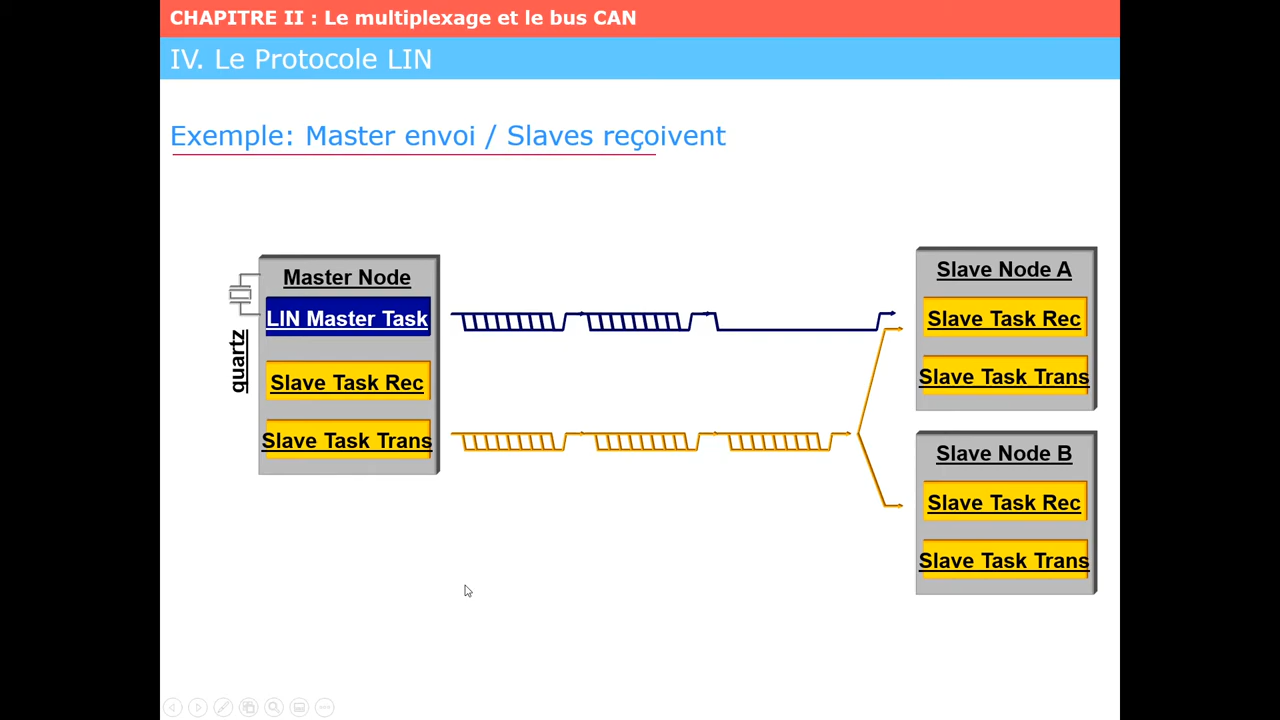 CHAPITRE II : Le multiplexage et le bus CAN
IV. Le Protocole LIN
Exemple: Master envoi / Slaves reçoivent
Master Node
LIN Master Task
Slave Task Rec
Slave Task Trans
quartz
Slave Node A
Slave Task Rec
Slave Task Trans
Slave Node B
Slave Task Rec
Slave Task Trans